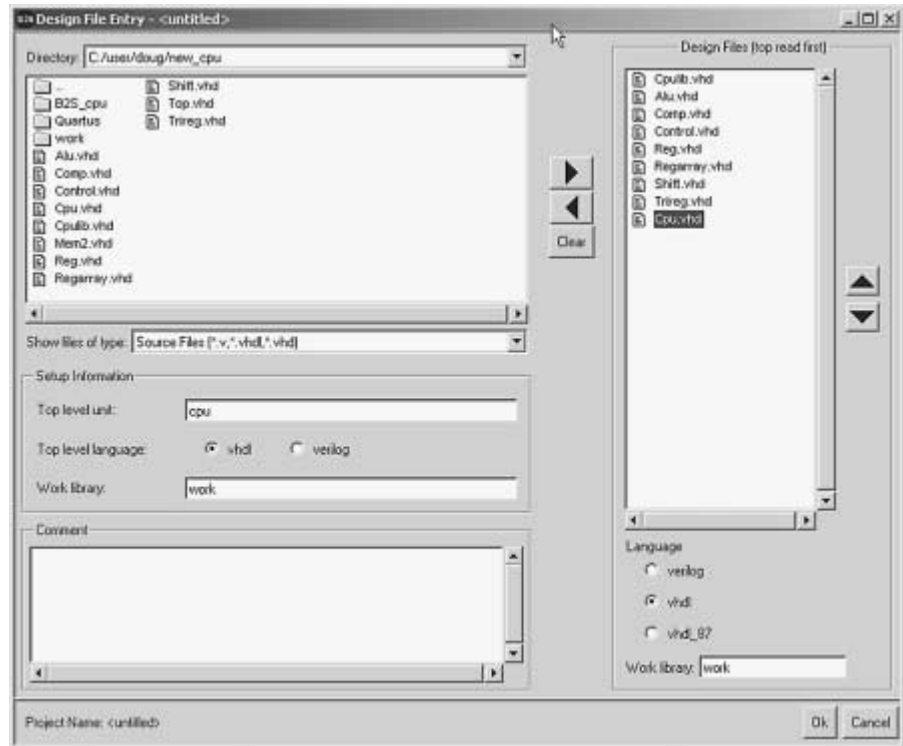 B2S Design File Entry - <untitled>
Directory: C:/user/doug/new_cpu
..
B2S_cpu
Quartus
work
Alu.vhd
Comp.vhd
Control.vhd
Cpu.vhd
Cpulib.vhd
Mem2.vhd
Reg.vhd
Regarray.vhd
Shift.vhd
Top.vhd
Trireg.vhd
Show files of type: Source Files (*.v,*.vhdl,*.vhd)
Setup Information
Top level unit: cpu
Top level language: vhdl verilog
Work library: work
Comment
Clear
Design Files (top read first)
Cpulib.vhd
Alu.vhd
Comp.vhd
Control.vhd
Reg.vhd
Regarray.vhd
Shift.vhd
Trireg.vhd
Cpu.vhd
Language
verilog
vhdl
vhdl_87
Work library: work
Project Name: <untitled>
Ok Cancel